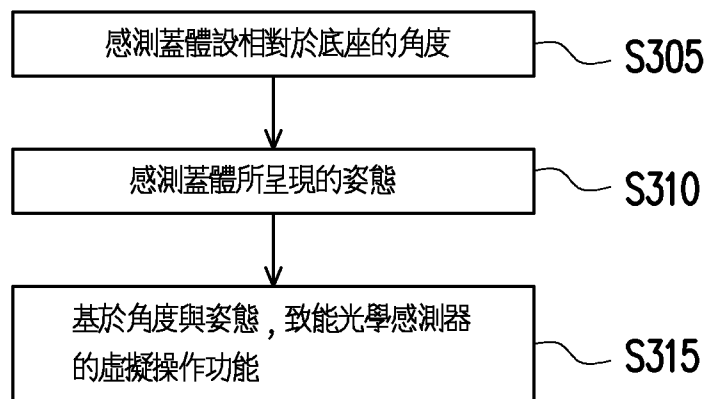 感測蓋體設相對於底座的角度
S305
感測蓋體所呈現的姿態
S310
基於角度與姿態，致能光學感測器
的虛擬操作功能
S315